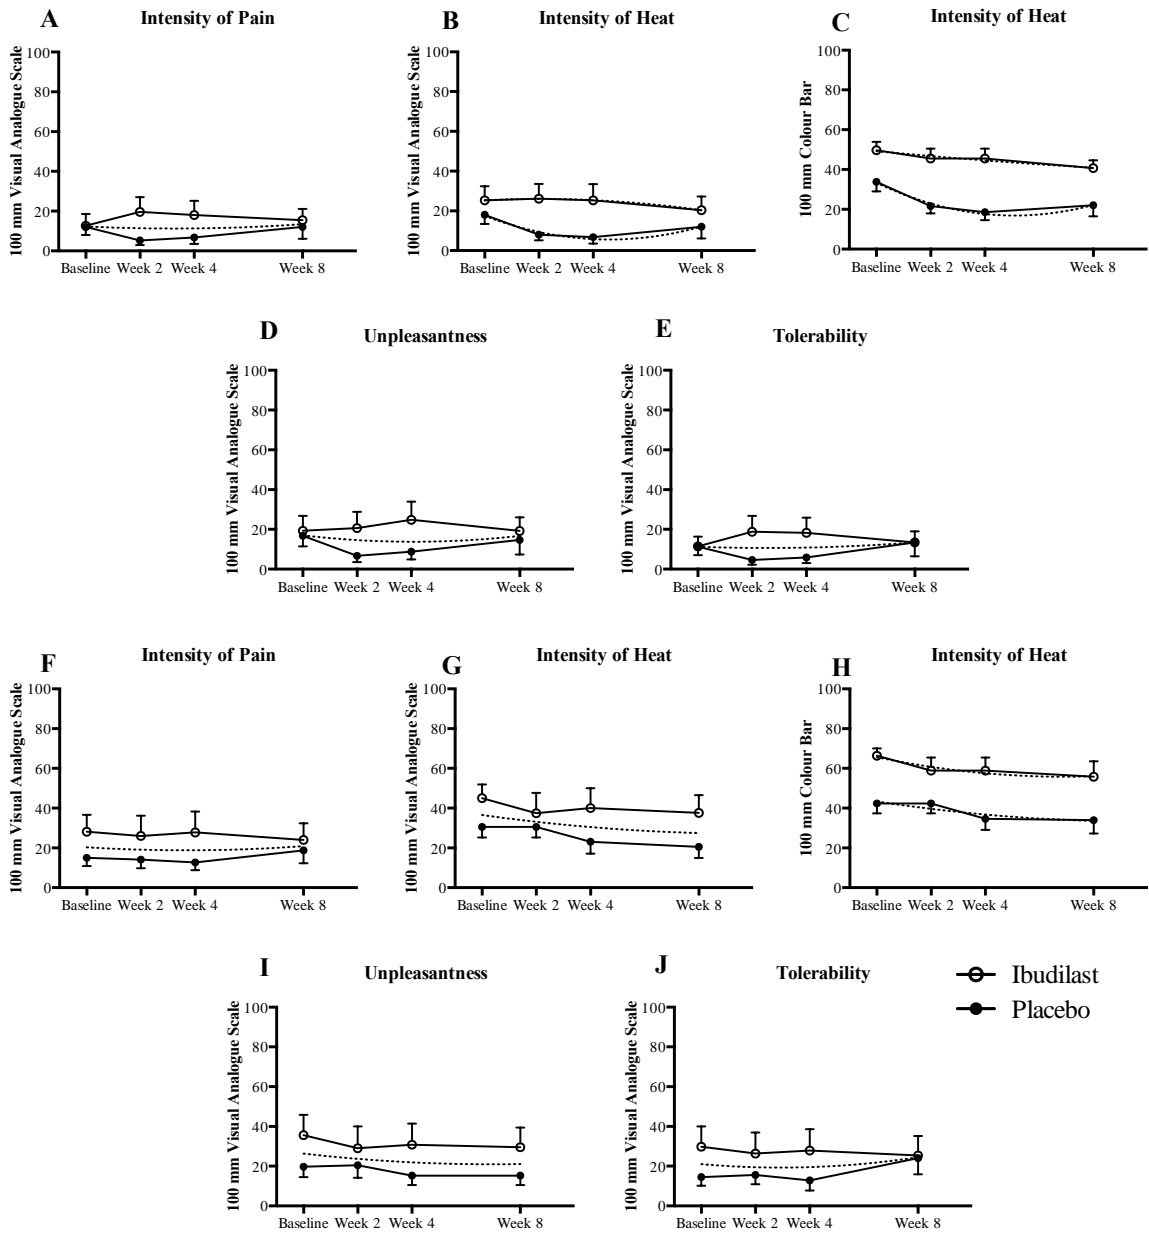 A
Intensity of Pain
100 mm Visual Analogue Scale
100
80
60
40
20
0
Baseline Week 2 Week 4 Week 8
B
Intensity of Heat
100 mm Visual Analogue Scale
100
80
60
40
20
0
Baseline Week 2 Week 4 Week 8
C
Intensity of Heat
100 mm Colour Bar
100
80
60
40
20
0
Baseline Week 2 Week 4 Week 8
D
Unpleasantness
100 mm Visual Analogue Scale
100
80
60
40
20
0
Baseline Week 2 Week 4 Week 8
E
Tolerability
100 mm Visual Analogue Scale
100
80
60
40
20
0
Baseline Week 2 Week 4 Week 8
F
Intensity of Pain
100 mm Visual Analogue Scale
100
80
60
40
20
0
Baseline Week 2 Week 4 Week 8
G
Intensity of Heat
100 mm Visual Analogue Scale
100
80
60
40
20
0
Baseline Week 2 Week 4 Week 8
H
Intensity of Heat
100 mm Colour Bar
100
80
60
40
20
0
Baseline Week 2 Week 4 Week 8
I
Unpleasantness
100 mm Visual Analogue Scale
100
80
60
40
20
0
Baseline Week 2 Week 4 Week 8
J
Tolerability
100 mm Visual Analogue Scale
100
80
60
40
20
0
Baseline Week 2 Week 4 Week 8
Ibudilast
Placebo